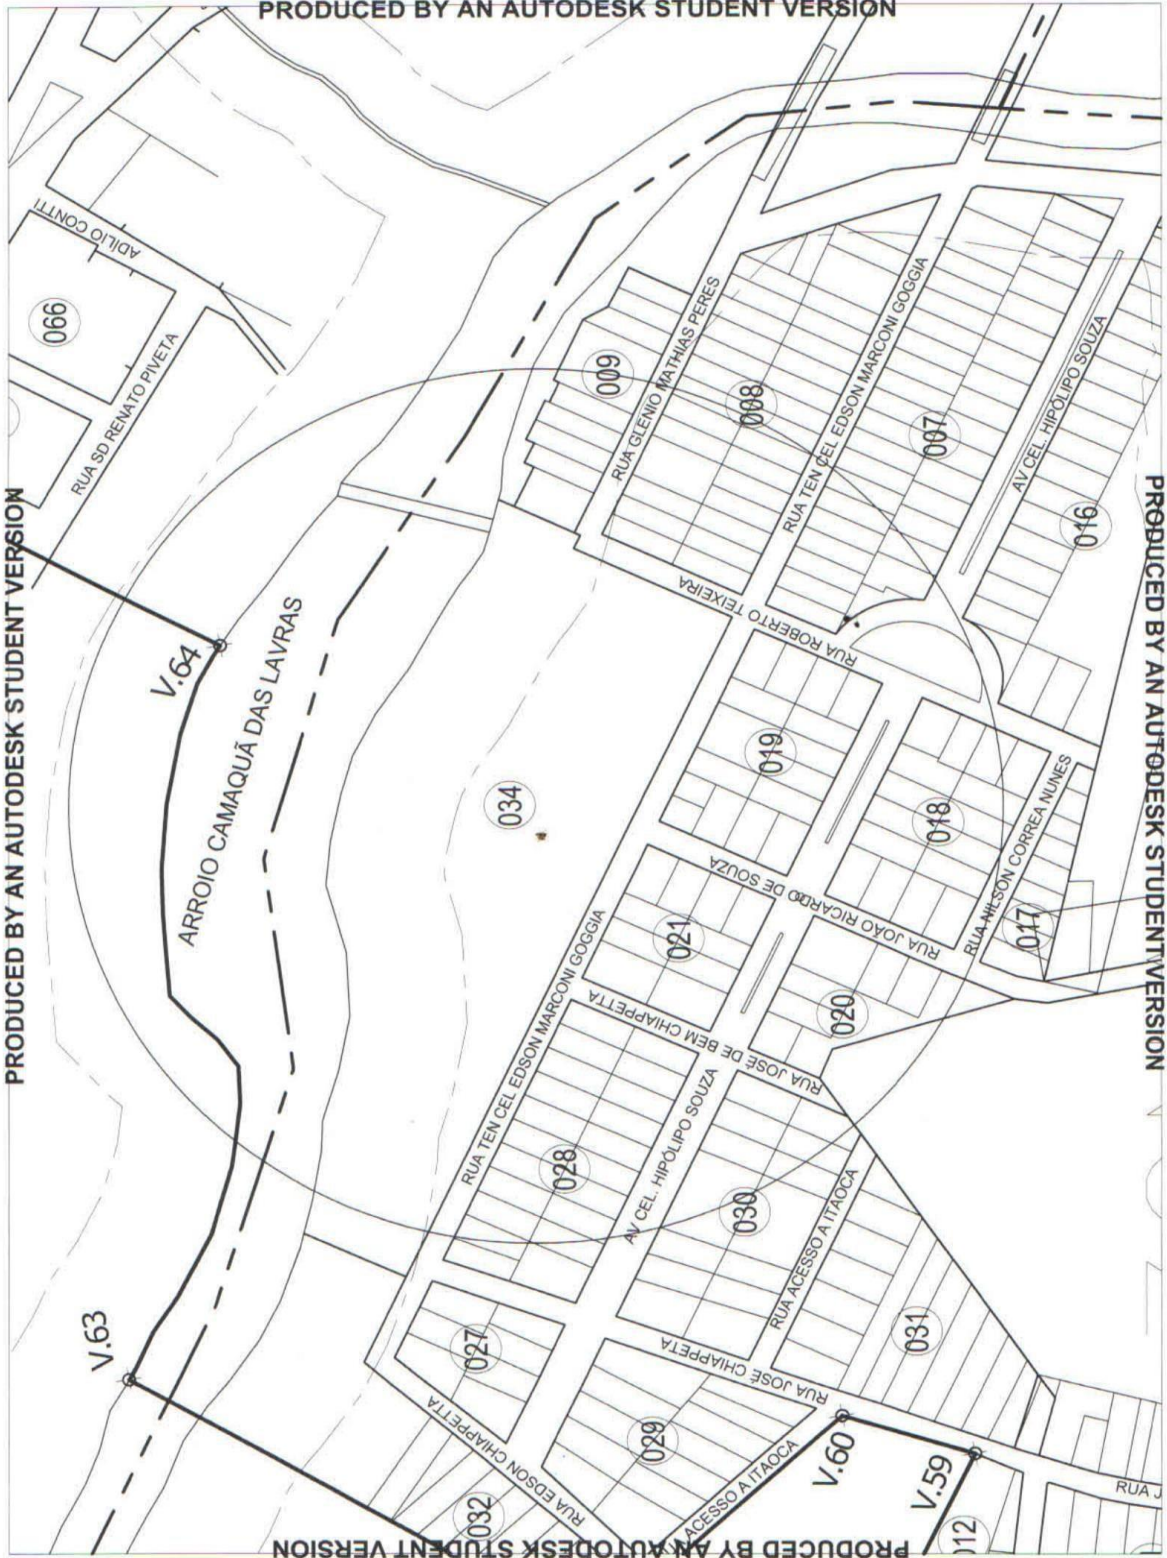 PRODUCED BY AN AUTODESK STUDENT VERSION
ADÍLIO CONTTI
066
RUA SD RENATO PIVETA
PRODUCED BY AN AUTODESK STUDENT VERSION
PRODUCED BY AN AUTODESK STUDENT VERSION
V.64
ARROIO CAMAQUÃ DAS LAVRAS
V.63
009
RUA GLENIO MATHIAS PERES
008
RUA TEN CEL EDSON MARCONI GOGGIA
007
AV CEL. HIPÓLIPO SOUZA
016
RUA ROBERTO TEIXEIRA
034
019
018
RUA NILSON CORREA NUNES
017
RUA JOÃO RICARDO DE SOUZA
021
020
RUA TEN CEL EDSON MARCONI GOGGIA
RUA JOSÉ DE BEM CHIAPPETTA
028
AV CEL. HIPÓLIPO SOUZA
030
RUA ACESSO A ITAOCA
031
027
RUA JOSÉ CHIAPPETA
029
RUA EDSON CHIAPPETTA
032
ACESSO A ITAOCA
V.60
V.59
012
RUA J
PRODUCED BY AN AUTODESK STUDENT VERSION